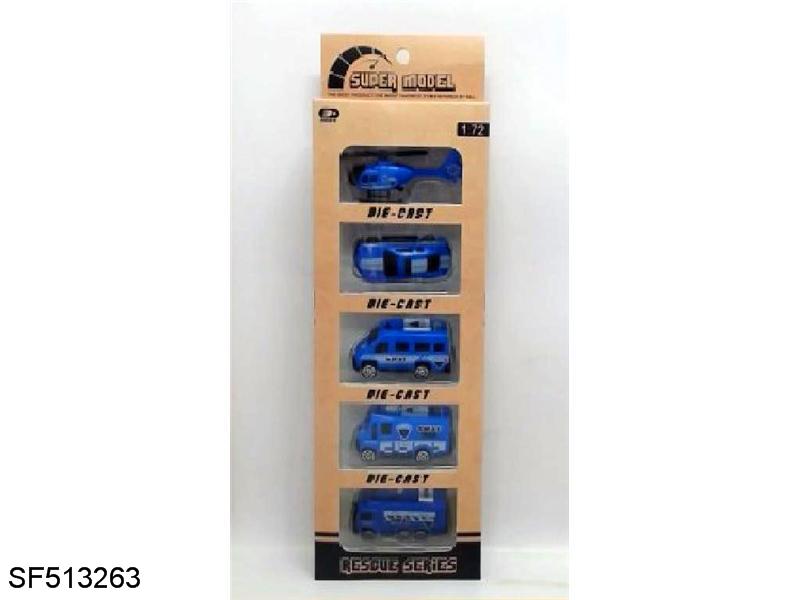 SUPER MODEL
1:72
DIE-CAST
DIE-CAST
DIE-CAST
DIE-CAST
RESCUE SERIES
SF513263